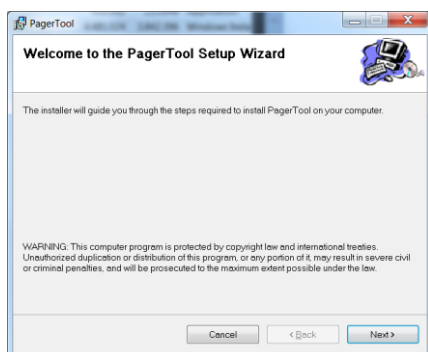 PagerTool
Welcome to the PagerTool Setup Wizard
The installer will guide you through the steps required to install PagerTool on your computer.
WARNING: This computer program is protected by copyright law and international treaties.
Unauthorized duplication or distribution of this program, or any portion of it, may result in severe civil
or criminal penalties, and will be prosecuted to the maximum extent possible under the law.
Cancel
< Back
Next >